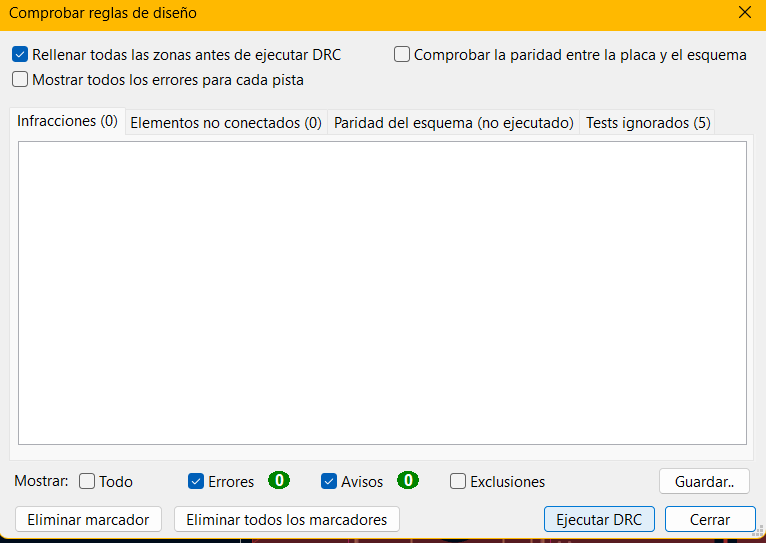 Comprobar reglas de diseño
Rellenar todas las zonas antes de ejecutar DRC
Comprobar la paridad entre la placa y el esquema
Mostrar todos los errores para cada pista
Infracciones (0)
Elementos no conectados (0)
Paridad del esquema (no ejecutado)
Tests ignorados (5)
Mostrar:
Todo
Errores
0
Avisos
0
Exclusiones
Guardar..
Eliminar marcador
Eliminar todos los marcadores
Ejecutar DRC
Cerrar